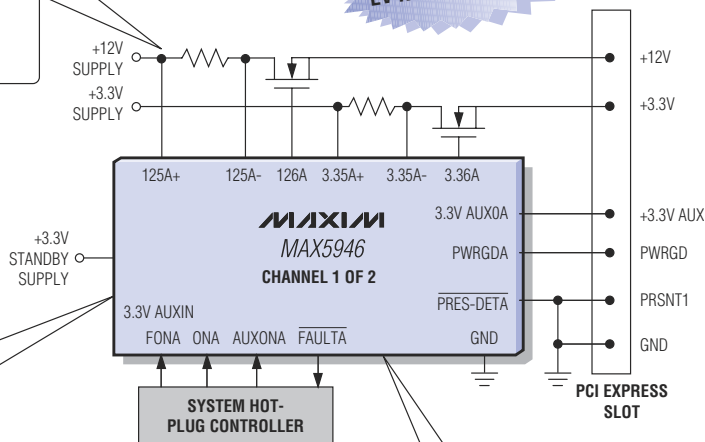 +12V
SUPPLY
+3.3V
SUPPLY
+12V
+3.3V
125A+ 125A- 126A 3.35A+ 3.35A- 3.36A
MAXIM
MAX5946
CHANNEL 1 OF 2
3.3V AUX0A
PWRGDA
PRES-DETA
GND
+3.3V
STANDBY
SUPPLY
3.3V AUXIN
FONA ONA AUXONA FAULTA
+3.3V AUX
PWRGD
PRSNT1
GND
PCI EXPRESS
SLOT
SYSTEM HOT-
PLUG CONTROLLER